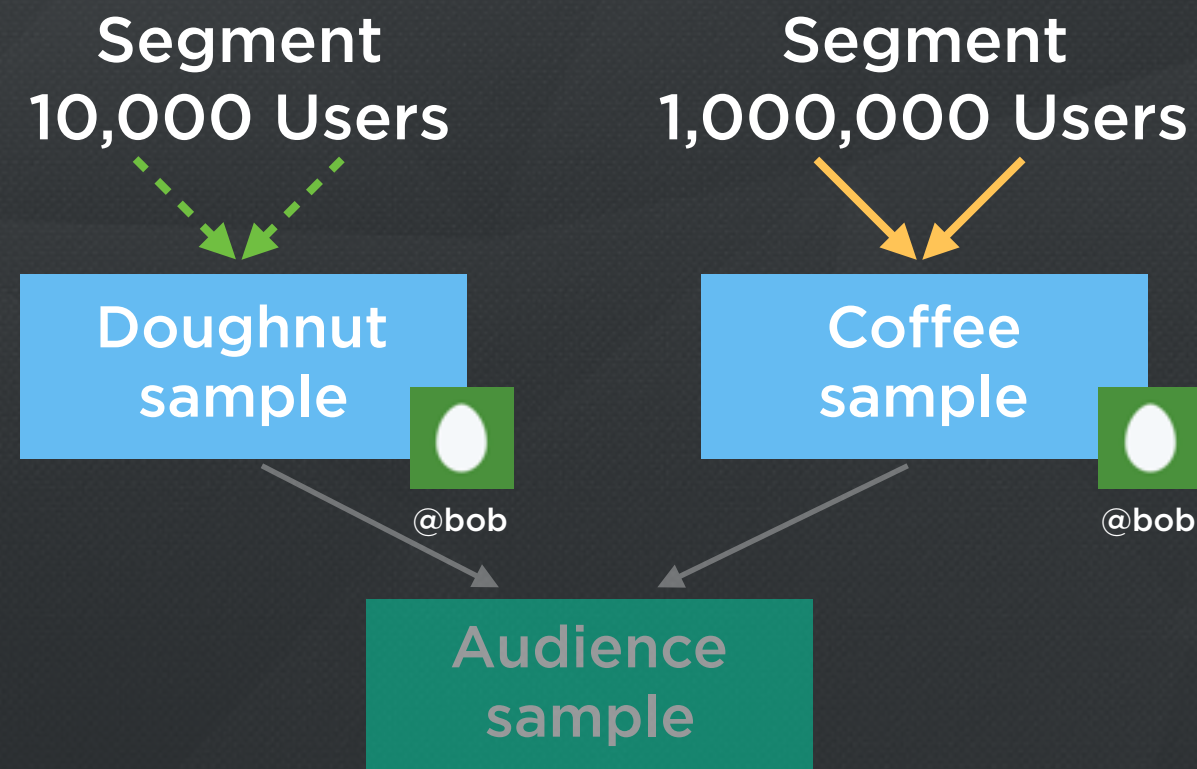 Segment
10,000 Users
Segment
1,000,000 Users
Doughnut
sample
Coffee
sample
@bob
@bob
Audience
sample